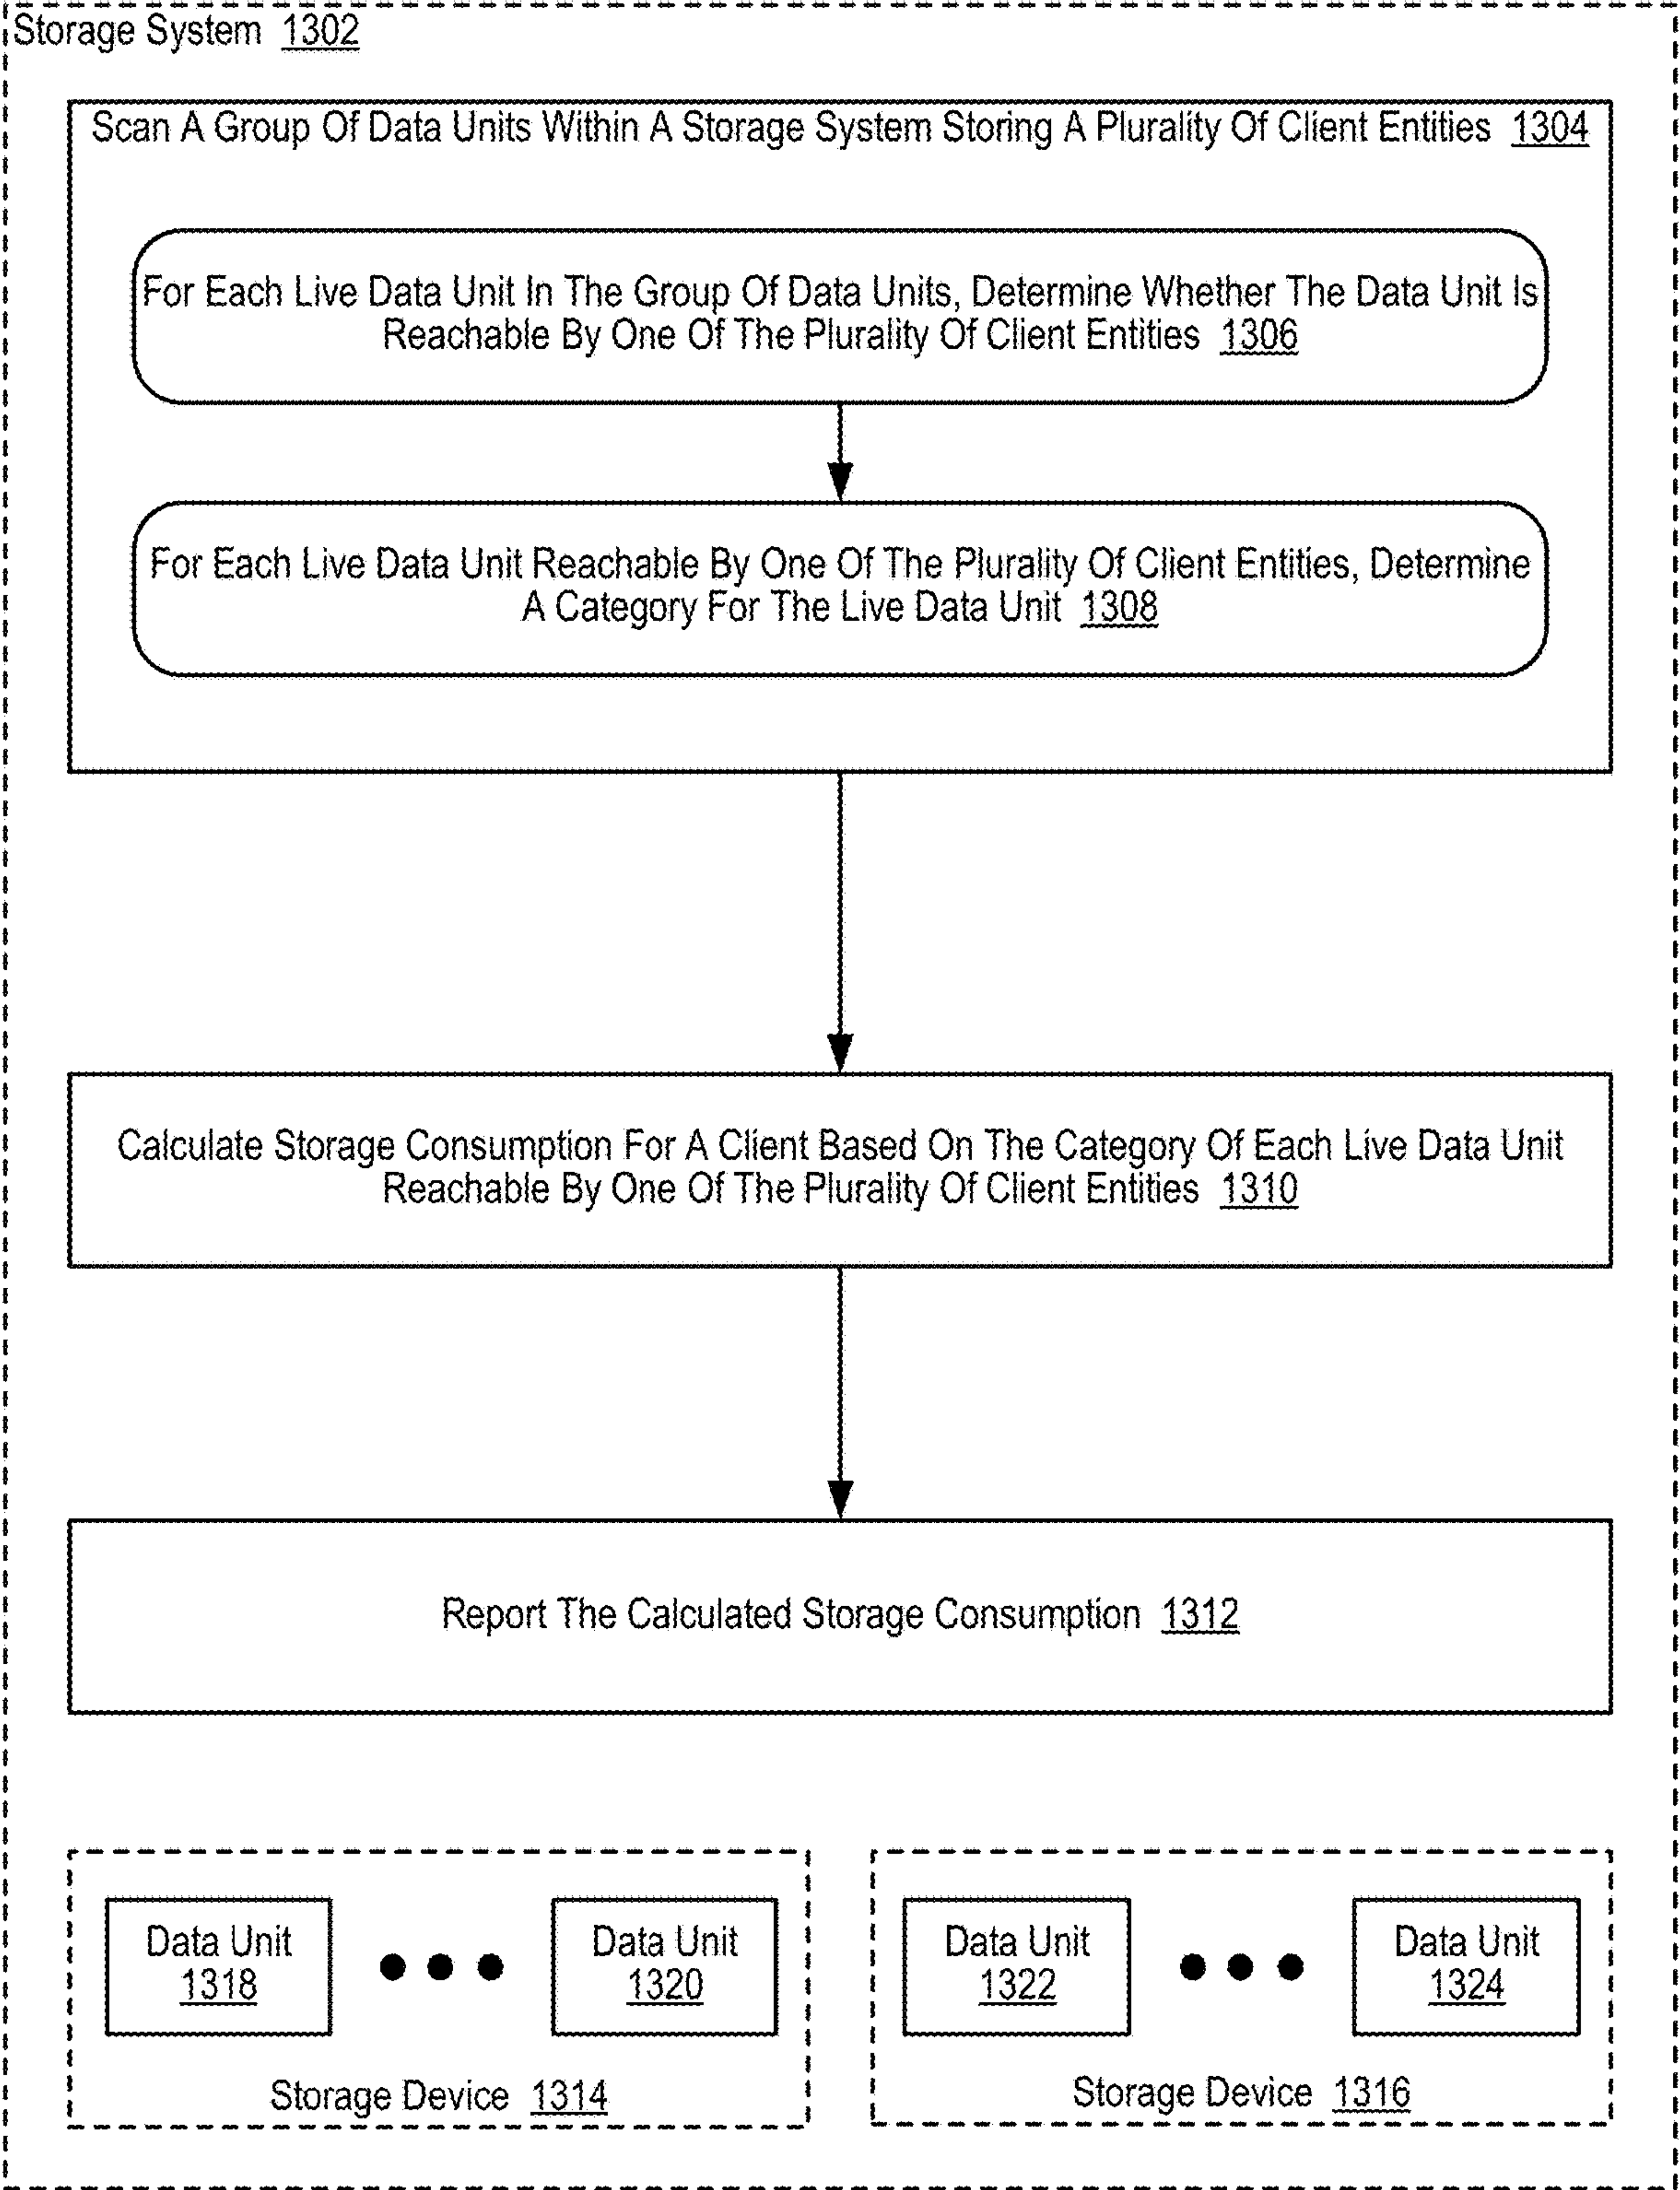 Storage System 1302
Scan A Group Of Data Units Within A Storage System Storing A Plurality Of Client Entities 1304
For Each Live Data Unit In The Group Of Data Units, Determine Whether The Data Unit Is
Reachable By One Of The Plurality Of Client Entities 1306
For Each Live Data Unit Reachable By One Of The Plurality Of Client Entities, Determine
A Category For The Live Data Unit 1308
Calculate Storage Consumption For A Client Based On The Category Of Each Live Data Unit
Reachable By One Of The Plurality Of Client Entities 1310
Report The Calculated Storage Consumption 1312
Data Unit
1318
Data Unit
1320
Storage Device 1314
Data Unit
1322
Data Unit
1324
Storage Device 1316